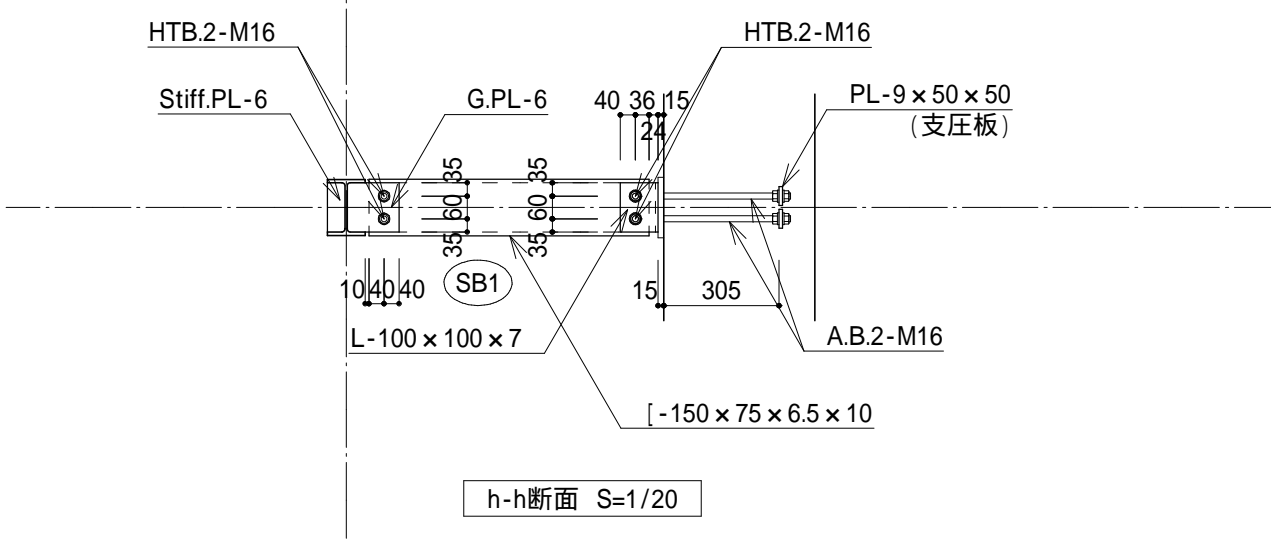 HTB.2-M16
HTB.2-M16
Stiff.PL-6
G.PL-6
40 36 15
24
PL-9×50×50
(支圧板)
35
60
35
35
60
35
10 40 40
SB1
15
305
L-100×100×7
A.B.2-M16
[-150×75×6.5×10
h-h断面 S=1/20